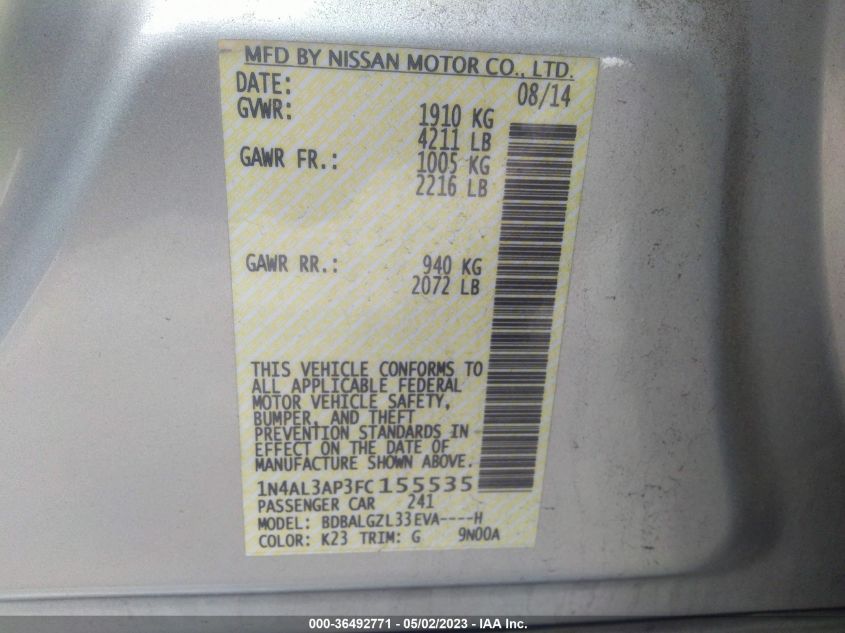 MFD BY NISSAN MOTOR CO., LTD.
DATE: 08/14
GVWR: 1910 KG
4211 LB
GAWR FR.: 1005 KG
2216 LB
GAWR RR.: 940 KG
2072 LB
THIS VEHICLE CONFORMS TO
ALL APPLICABLE FEDERAL
MOTOR VEHICLE SAFETY,
BUMPER, AND THEFT
PREVENTION STANDARDS IN
EFFECT ON THE DATE OF
MANUFACTURE SHOWN ABOVE.
1N4AL3AP3FC155535
PASSENGER CAR 241
MODEL: BDBALGZL33EVA----H
COLOR: K23 TRIM: G 9N00A
000-36492771 - 05/02/2023 - IAA Inc.